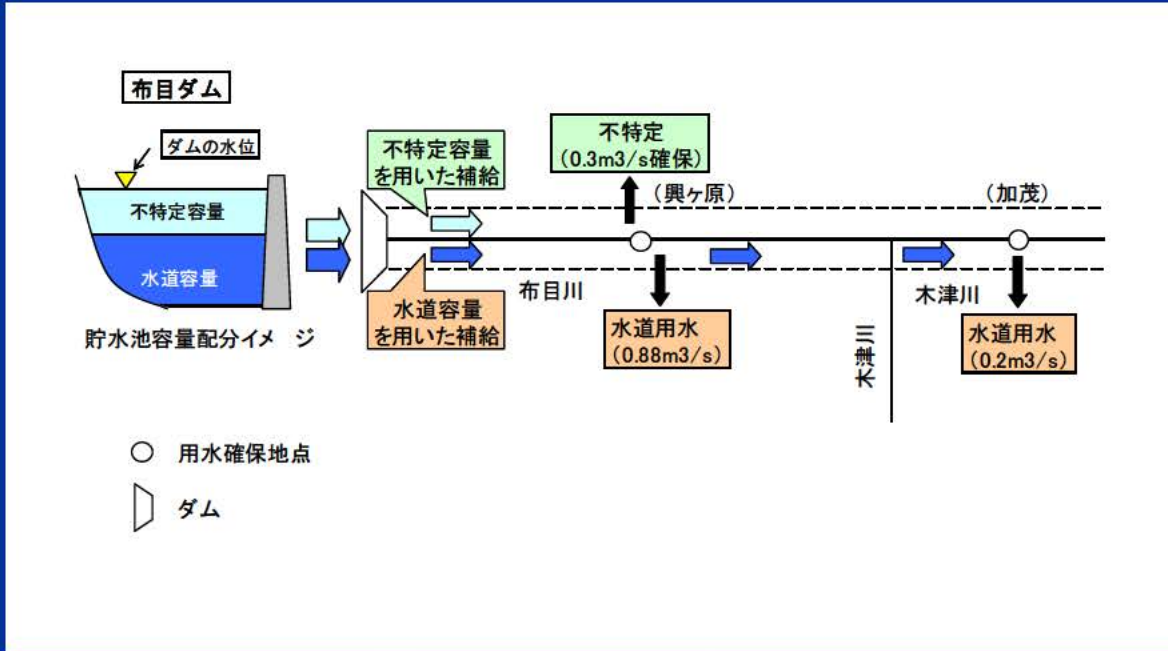 布目ダム
ダムの水位
不特定容量
水道容量
貯水池容量配分イメ ジ
不特定容量
を用いた補給
水道容量
を用いた補給
布目川
不特定
(0.3m3/s確保)
(興ヶ原)
水道用水
(0.88m3/s)
木津川
木津川
(加茂)
水道用水
(0.2m3/s)
用水確保地点
ダム